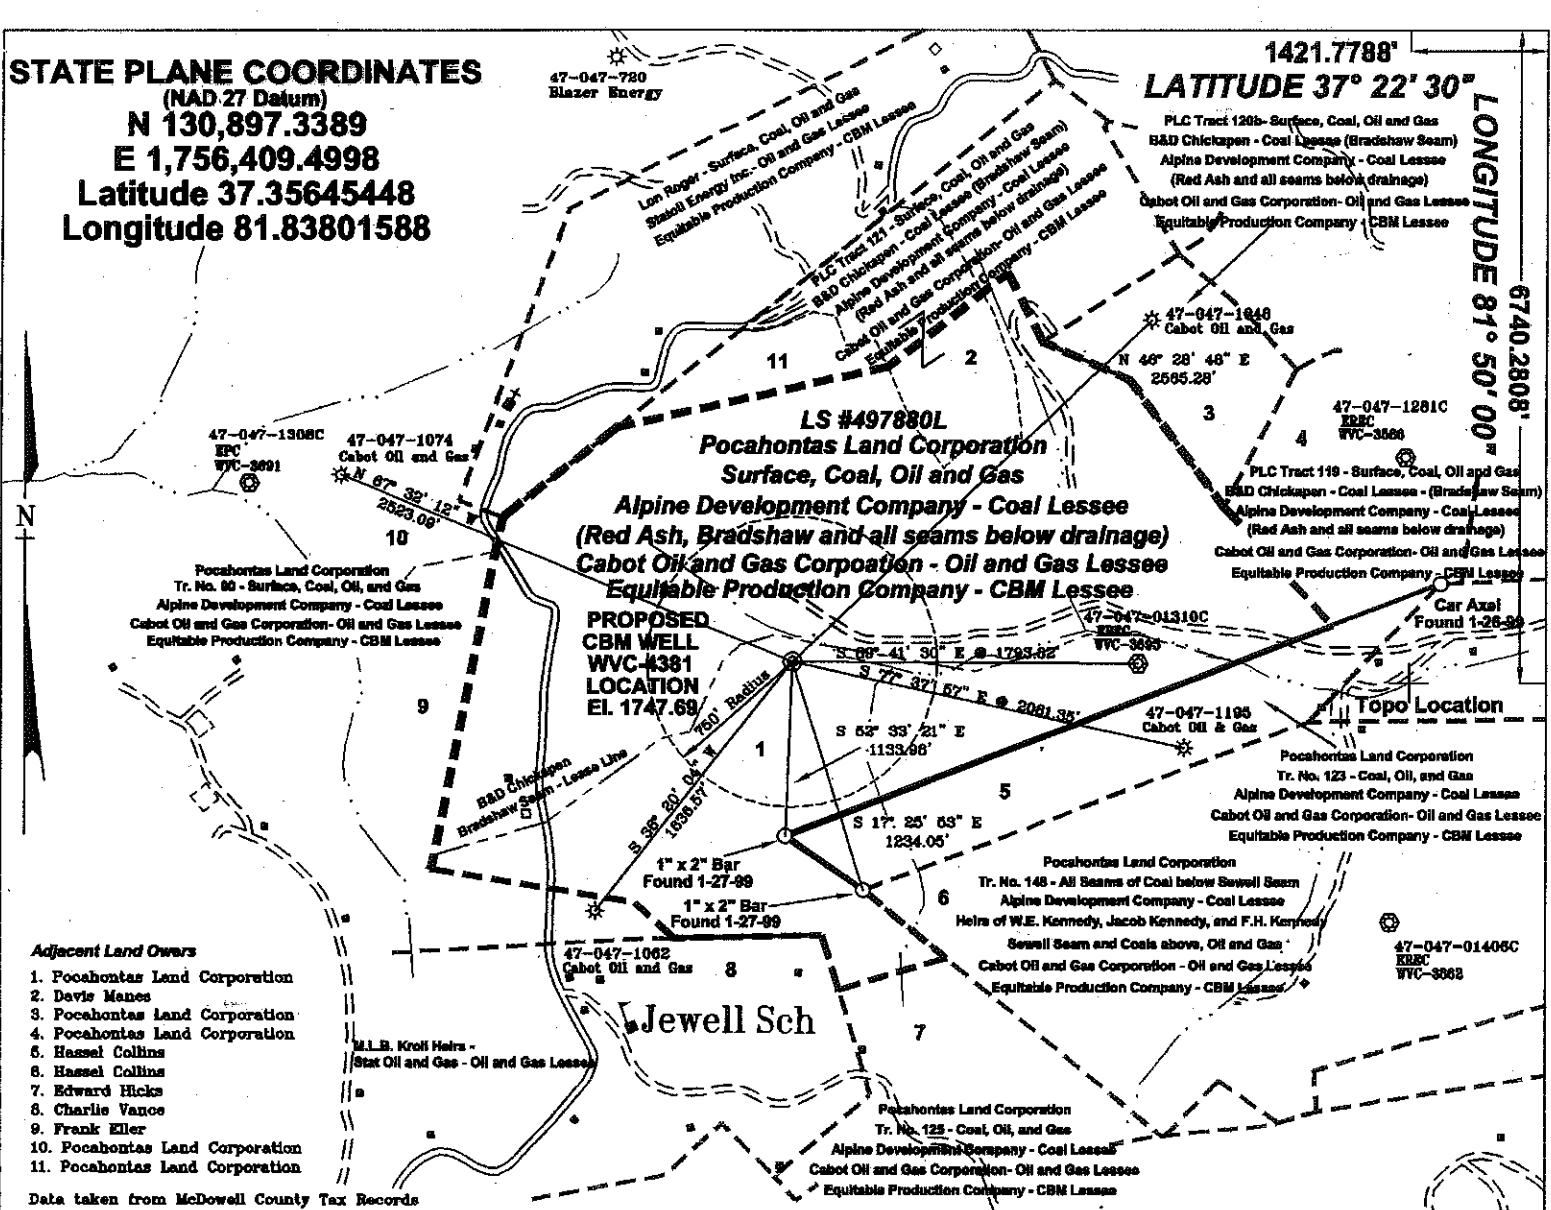 STATE PLANE COORDINATES
(NAD 27 Datum)
N 130,897.3389
E 1,756,409.4998
Latitude 37.35645448
Longitude 81.83801588
47-047-720
Blazer Energy
1421.7788'
LATITUDE 37° 22' 30"
LONGITUDE 81° 50' 00"
6740.2808'
Lon Roger - Surface, Coal, Oil and Gas
Statoil Energy Inc. - Oil and Gas Lessee
Equitable Production Company - CBM Lessee
PLC Tract 121 - Surface, Coal, Oil and Gas
B&D Chickapen - Coal Lessee (Bradshaw Seam)
Alpine Development Company - Coal Lessee
(Red Ash and all seams below drainage)
Cabot Oil and Gas Corporation- Oil and Gas Lessee
Equitable Production Company - CBM Lessee
PLC Tract 120b- Surface, Coal, Oil and Gas
B&D Chickapen - Coal Lessee (Bradshaw Seam)
Alpine Development Company - Coal Lessee
(Red Ash and all seams below drainage)
Cabot Oil and Gas Corporation- Oil and Gas Lessee
Equitable Production Company - CBM Lessee
Cabot Oil and Gas
N 46° 28' 48" E
2565.28'
11
2
3
4
47-047-1281C
EREC
PLC Tract 119 - Surface, Coal, Oil and Gas
B&D Chickapen - Coal Lessee - (Bradshaw Seam)
Alpine Development Company - Coal Lessee
(Red Ash and all seams below drainage)
Cabot Oil and Gas Corporation- Oil and Gas Lessee
Equitable Production Company - CBM Lessee
LS #497880L
Pocahontas Land Corporation
Surface, Coal, Oil and Gas
Alpine Development Company - Coal Lessee
(Red Ash, Bradshaw and all seams below drainage)
Cabot Oil and Gas Corpoation - Oil and Gas Lessee
Equitable Production Company - CBM Lessee
47-047-1308C
EPC
WVC-3691
47-047-1074
Cabot Oil and Gas
N 67° 32' 12"
2523.09'
N
10
Pocahontas Land Corporation
Tr. No. 90 - Surface, Coal, Oil, and Gas
Alpine Development Company - Coal Lessee
Cabot Oil and Gas Corporation- Oil and Gas Lessee
Equitable Production Company - CBM Lessee
PROPOSED
CBM WELL
WVC-4381
LOCATION
El. 1747.69
750' Radius
47-047-01310C
EREC
WVC-3695
S 89° 41' 30" E @ 1793.82'
S 77° 37' 57" E @ 2061.35'
Car Axel
Found 1-26-99
Topo Location
47-047-1195
Cabot Oil & Gas
9
1
5
S 52° 33' 21" E
1133.98'
S 17° 25' 53" E
1234.05'
B&D Chickapen
Bradshaw Seam - Lease Line
S 36° 20' 04" W
1636.57'
1" x 2" Bar
Found 1-27-99
1" x 2" Bar
Found 1-27-99
Pocahontas Land Corporation
Tr. No. 123 - Coal, Oil, and Gas
Alpine Development Company - Coal Lessee
Cabot Oil and Gas Corporation- Oil and Gas Lessee
Equitable Production Company - CBM Lessee
6
Pocahontas Land Corporation
Tr. No. 148 - All Seams of Coal below Sewell Seam
Alpine Development Company - Coal Lessee
Heirs of W.E. Kennedy, Jacob Kennedy, and F.H. Kennedy
Sewell Seam and Coals above, Oil and Gas
Cabot Oil and Gas Corporation - Oil and Gas Lessee
Equitable Production Company - CBM Lessee
47-047-01406C
EREC
47-047-1062
Cabot Oil and Gas
8
7
Jewell Sch
M.L.B. Kroll Heirs -
Stat Oil and Gas - Oil and Gas Lessee
Adjacent Land Owers
1. Pocahontas Land Corporation
2. Davie Manes
3. Pocahontas Land Corporation
4. Pocahontas Land Corporation
5. Hassel Collins
6. Hassel Collins
7. Edward Hicks
8. Charlie Vance
9. Frank Eller
10. Pocahontas Land Corporation
11. Pocahontas Land Corporation
Data taken from McDowell County Tax Records
Pocahontas Land Corporation
Tr. No. 125 - Coal, Oil, and Gas
Alpine Development Company - Coal Lessee
Cabot Oil and Gas Corporation- Oil and Gas Lessee
Equitable Production Company - CBM Lessee